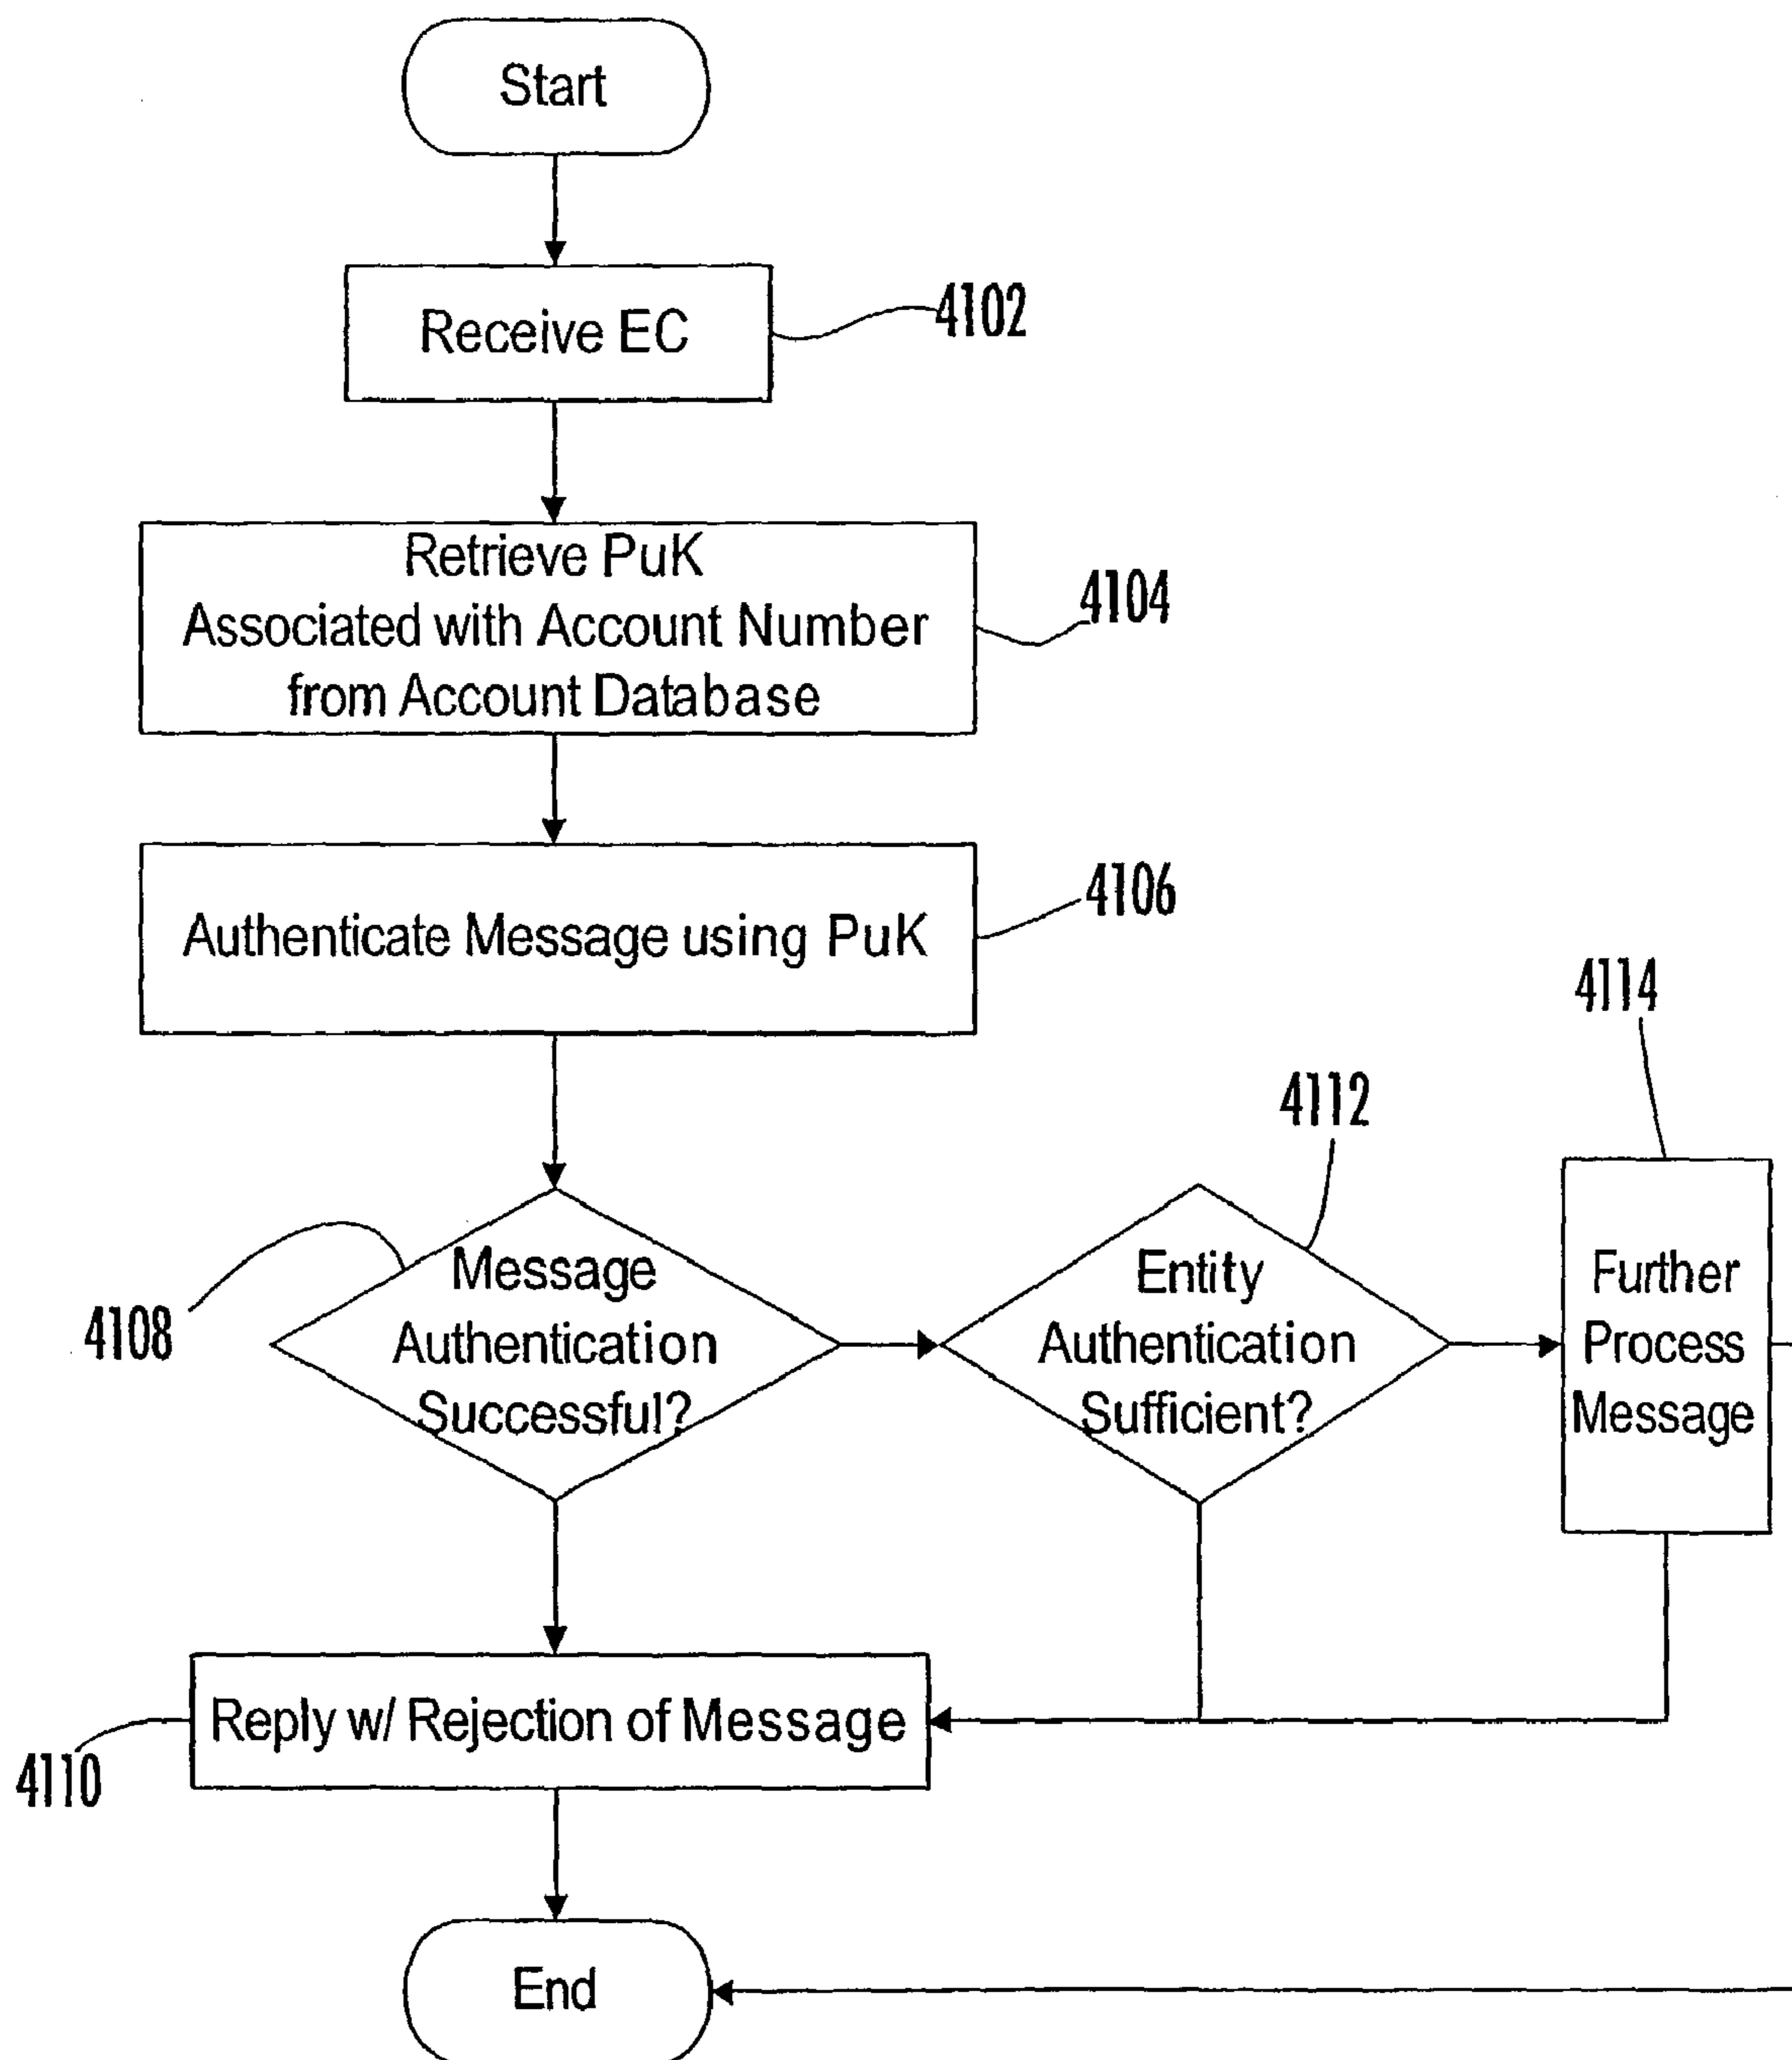 Start
Receive EC
4102
Retrieve PuK
Associated with Account Number
from Account Database
4104
Authenticate Message using PuK
4106
Message
Authentication
Successful?
4108
Entity
Authentication
Sufficient?
4112
Further
Process
Message
4114
Reply w/ Rejection of Message
4110
End